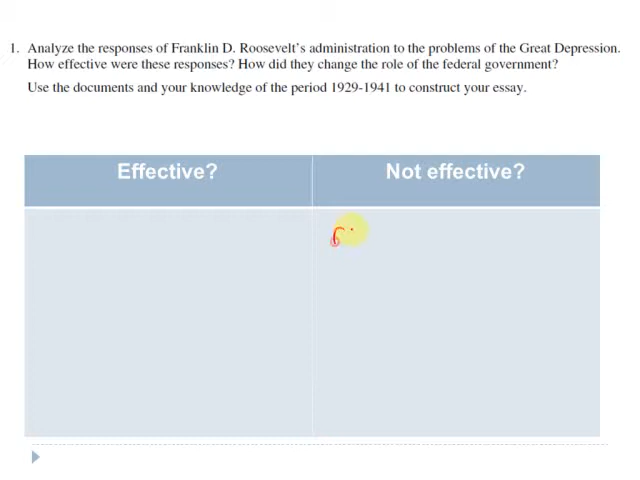 1. Analyze the responses of Franklin D. Roosevelt's administration to the problems of the Great Depression.
How effective were these responses? How did they change the role of the federal government?
Use the documents and your knowledge of the period 1929-1941 to construct your essay.
Effective?
Not effective?